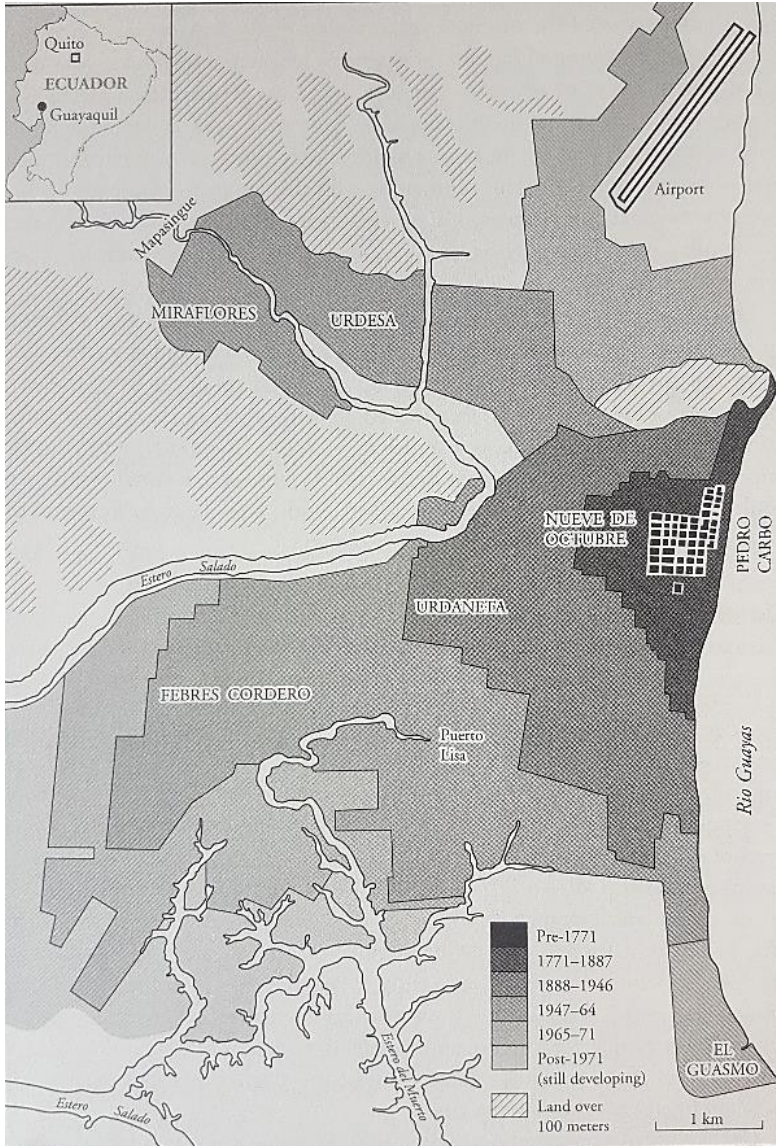 Quito
ECUADOR
Guayaquil
Airport
Mapasingue
MIRAFLORES
URDESA
NUEVE DE
OCTUBRE
PEDRO
CARBO
Estero Salado
URDANETA
FEBRES CORDERO
Puerto
Lisa
Rio Guayas
Pre-1771
1771–1887
1888–1946
1947–64
1965–71
Post-1971
(still developing)
Land over
100 meters
EL
GUASMO
Estero del Muerto
Estero Salado
1 km